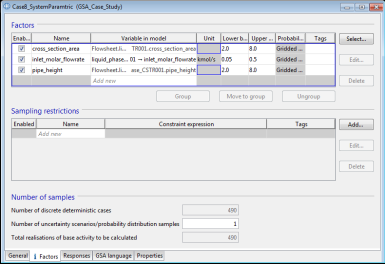 CaseB_SystemParamtric (GSA_Case_Study)
Factors
Enab... Name Variable in model Unit Lower b... Upper ... Probabil... Tags
cross_section_area Flowsheet.li... TR001.cross_section_area 2.0 8.0 Gridded ...
inlet_molar_flowrate liquid_phase... 01 → inlet_molar_flowrate kmol/s 0.05 0.5 Gridded ...
pipe_height Flowsheet.li... ase_CSTR001.pipe_height 2.0 8.0 Gridded ...
Add new
Select...
Edit...
Delete
Group Move to group Ungroup
Sampling restrictions
Enabled Name Constraint expression Tags
Add new
Add...
Edit...
Delete
Number of samples
Number of discrete deterministic cases 490
Number of uncertainty scenarios/probability distribution samples 1
Total realisations of base activity to be calculated 490
General Factors Responses GSA language Properties